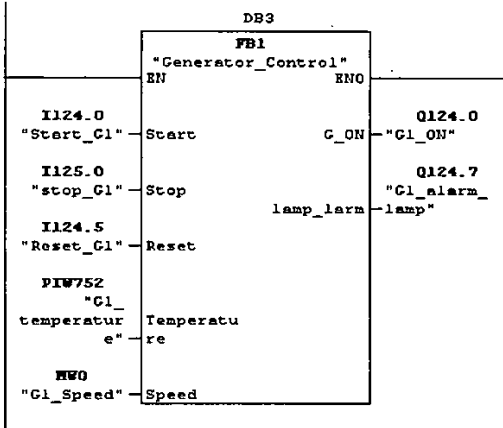 DB3
FB1
"Generator_Control"
EN ENO
I124.0
"Start_G1" Start
Q124.0
G_ON "G1_ON"
I125.0
"stop_G1" Stop
Q124.7
"G1_alarm_
lamp_larm lamp"
I124.5
"Reset_G1" Reset
PIW752
"G1_
temperatur Temperatu
e" re
MW0
"G1_Speed" Speed